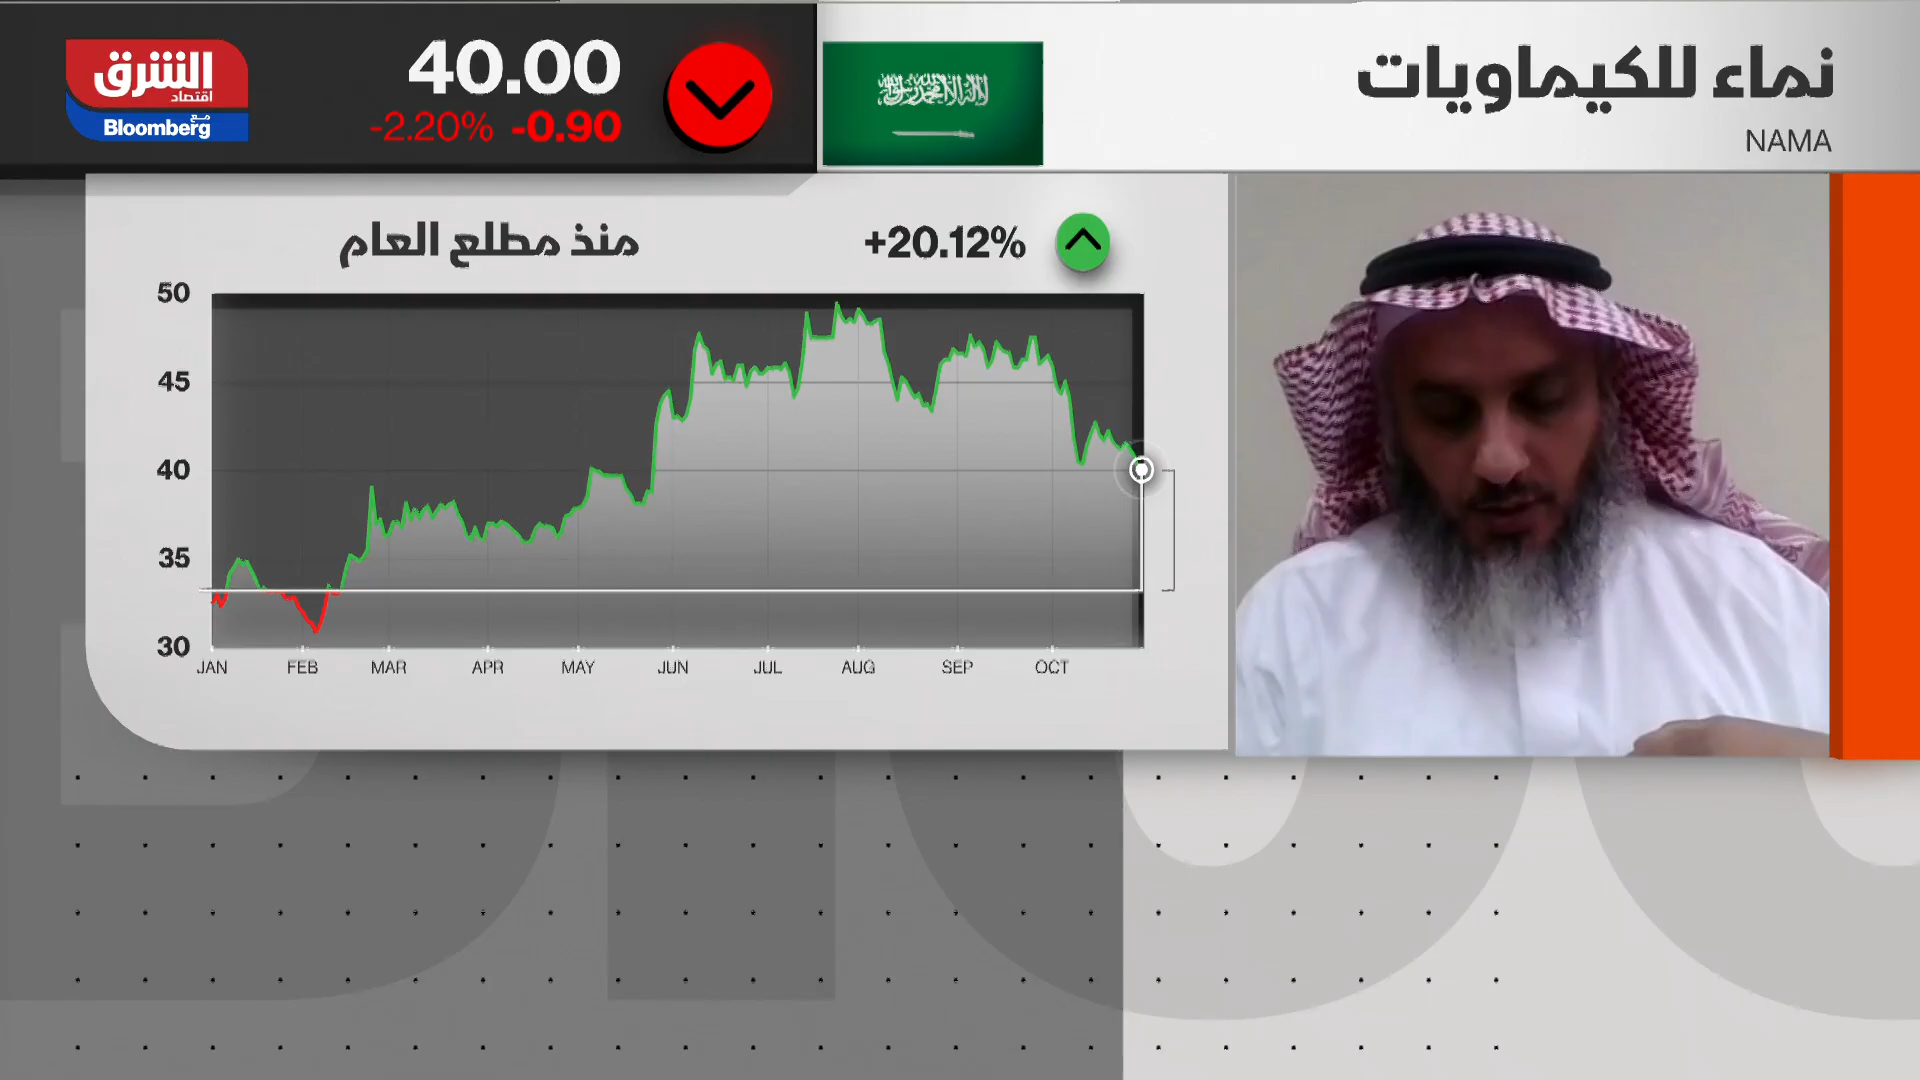 نماء للكيماويات
NAMA
40.00
-2.20% -0.90
الشرق
اقتصاد
مع
Bloomberg
لا إله إلا الله محمد رسول الله
منذ مطلع العام
+20.12%
50
45
40
35
30
JAN FEB MAR APR MAY JUN JUL AUG SEP OCT